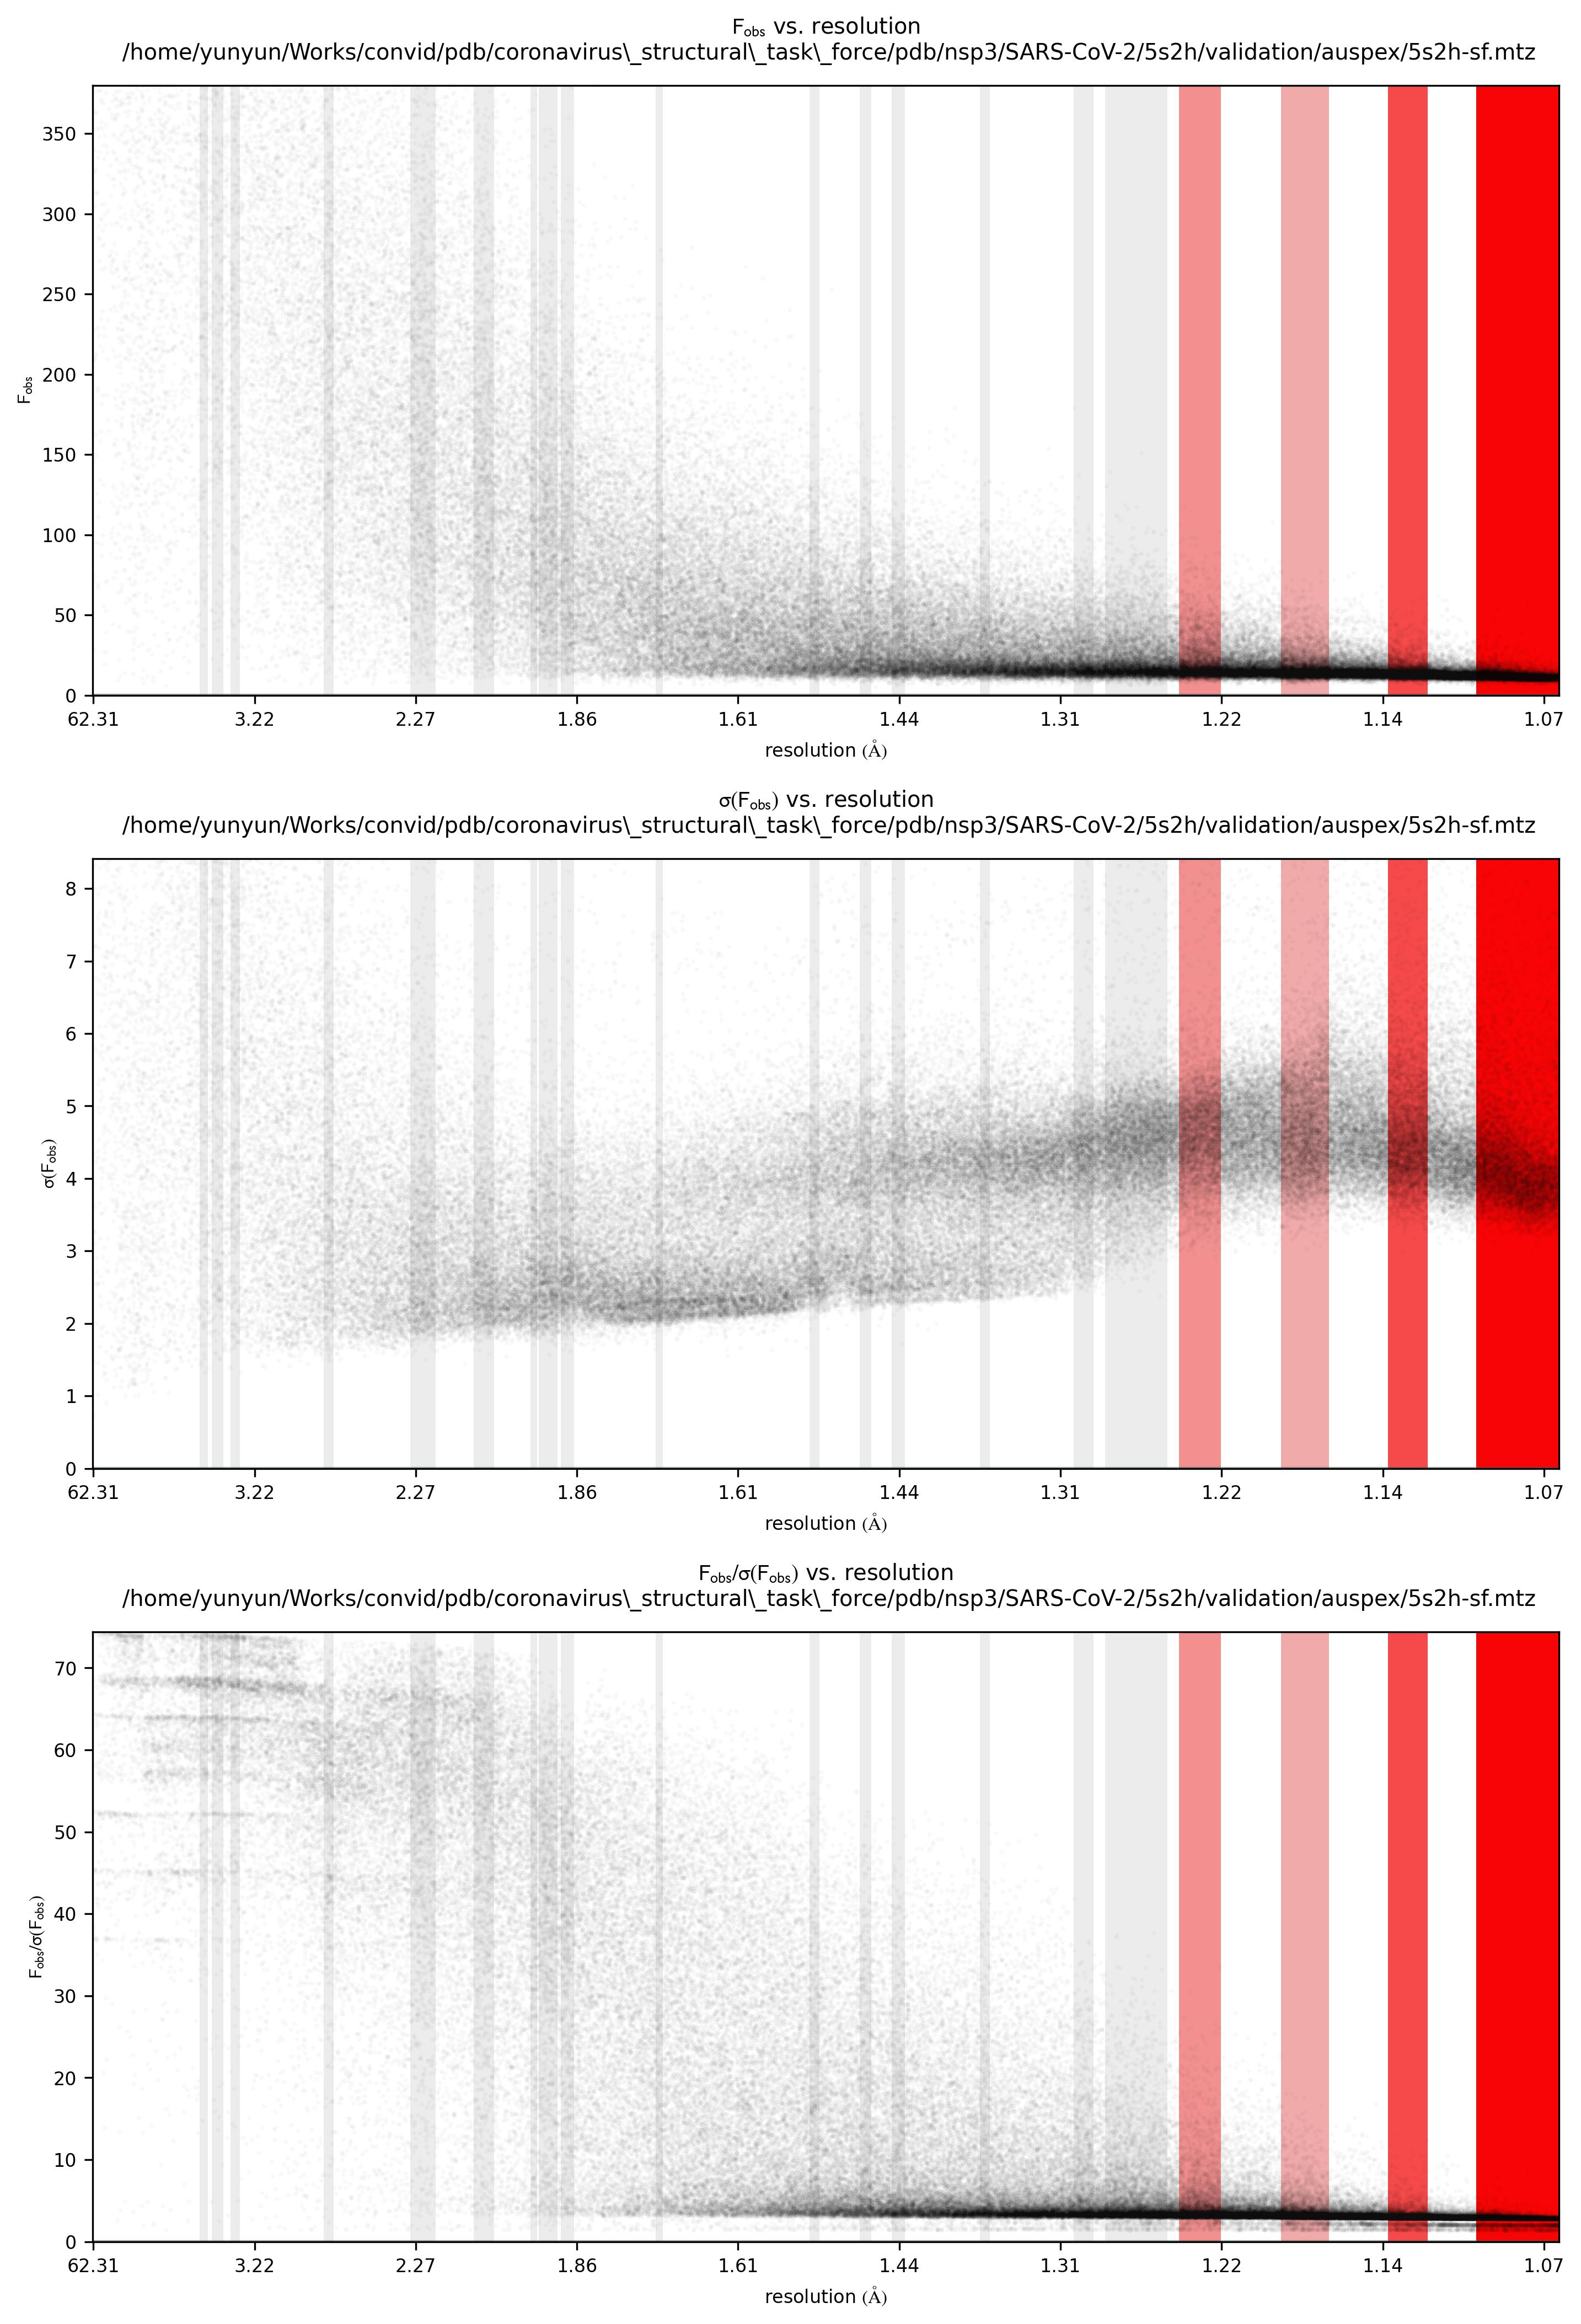 F_obs vs. resolution
/home/yunyun/Works/convid/pdb/coronavirus\_structural\_task\_force/pdb/nsp3/SARS-CoV-2/5s2h/validation/auspex/5s2h-sf.mtz
350
300
250
200
150
100
50
0
F_obs
62.31 3.22 2.27 1.86 1.61 1.44 1.31 1.22 1.14 1.07
resolution (Å)
σ(F_obs) vs. resolution
/home/yunyun/Works/convid/pdb/coronavirus\_structural\_task\_force/pdb/nsp3/SARS-CoV-2/5s2h/validation/auspex/5s2h-sf.mtz
8
7
6
5
4
3
2
1
0
σ(F_obs)
62.31 3.22 2.27 1.86 1.61 1.44 1.31 1.22 1.14 1.07
resolution (Å)
F_obs/σ(F_obs) vs. resolution
/home/yunyun/Works/convid/pdb/coronavirus\_structural\_task\_force/pdb/nsp3/SARS-CoV-2/5s2h/validation/auspex/5s2h-sf.mtz
70
60
50
40
30
20
10
0
F_obs/σ(F_obs)
62.31 3.22 2.27 1.86 1.61 1.44 1.31 1.22 1.14 1.07
resolution (Å)